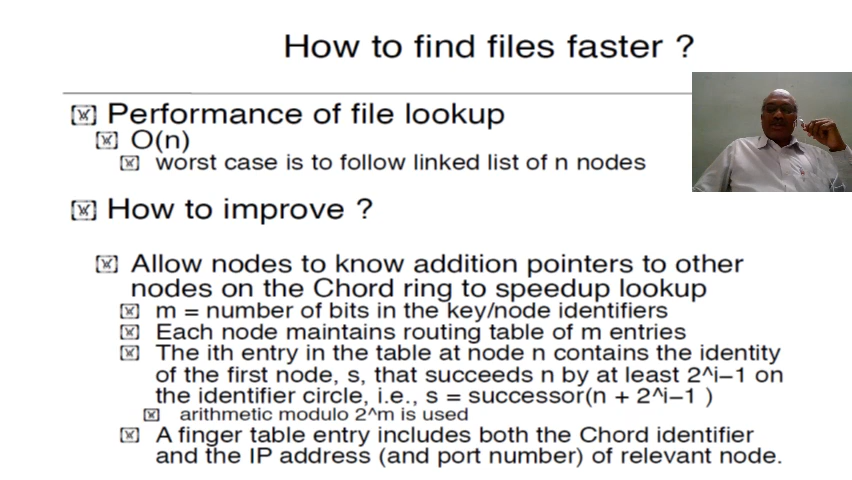 How to find files faster ?
Performance of file lookup
O(n)
worst case is to follow linked list of n nodes
How to improve ?
Allow nodes to know addition pointers to other
nodes on the Chord ring to speedup lookup
m = number of bits in the key/node identifiers
Each node maintains routing table of m entries
The ith entry in the table at node n contains the identity
of the first node, s, that succeeds n by at least 2^i−1 on
the identifier circle, i.e., s = successor(n + 2^i−1 )
arithmetic modulo 2^m is used
A finger table entry includes both the Chord identifier
and the IP address (and port number) of relevant node.